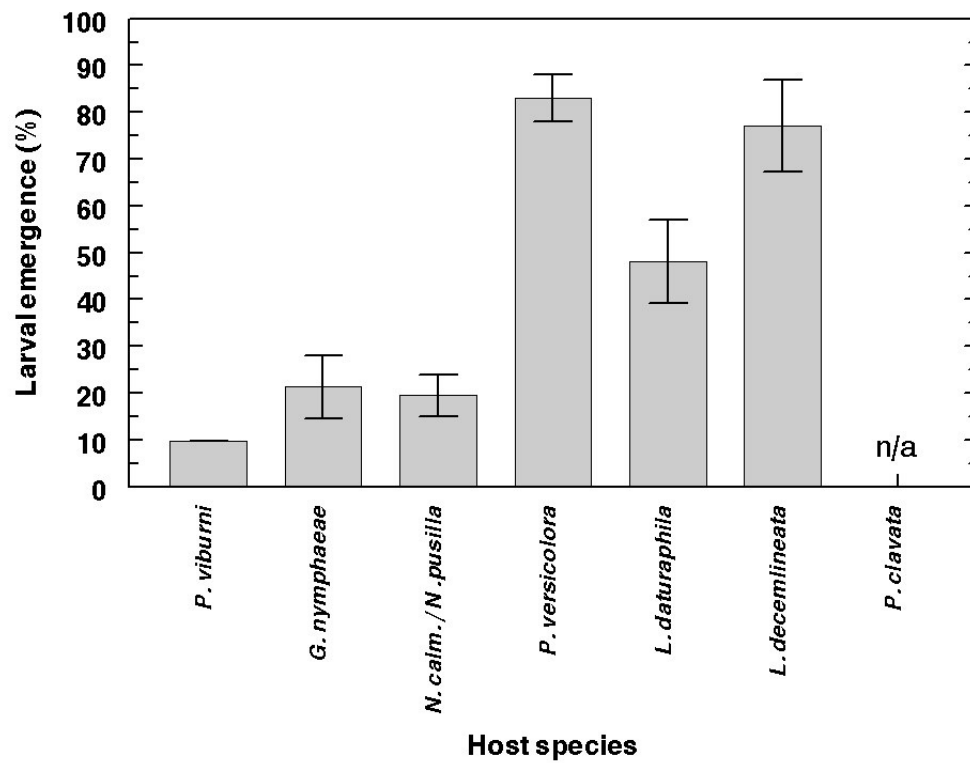 Larval emergence (%)
100
90
80
70
60
50
40
30
20
10
0
n/a
P. viburni
G. nymphaeae
N. calm. / N. pusilla
P. versicolora
L. daturaphila
L. decemlineata
P. clavata
Host species